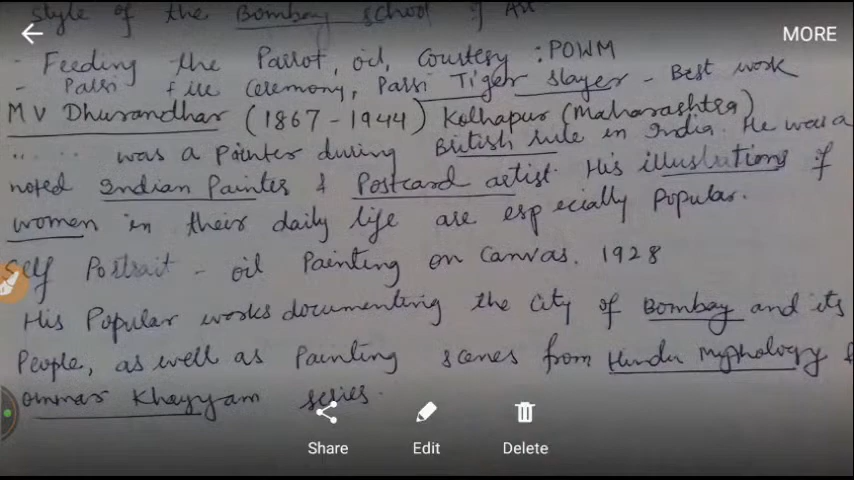 style of the Bombay school of Art
MORE
- Feeding the Parrot, oil, Courtesy : POWM
- Parsi fire ceremony, Parsi Tiger slayer - Best work
M V Dhurandhar (1867-1944) Kolhapur (Maharashtra)
" .... was a Painter during British rule in India. He was a
noted Indian Painter & Postcard artist. His illustrations of
women in their daily life are especially Popular.
Self Portrait - oil Painting on Canvas. 1928
His Popular works documenting the City of Bombay and its
People, as well as Painting scenes from Hindu Mythology &
ommar Khayyam series.
Share Edit Delete